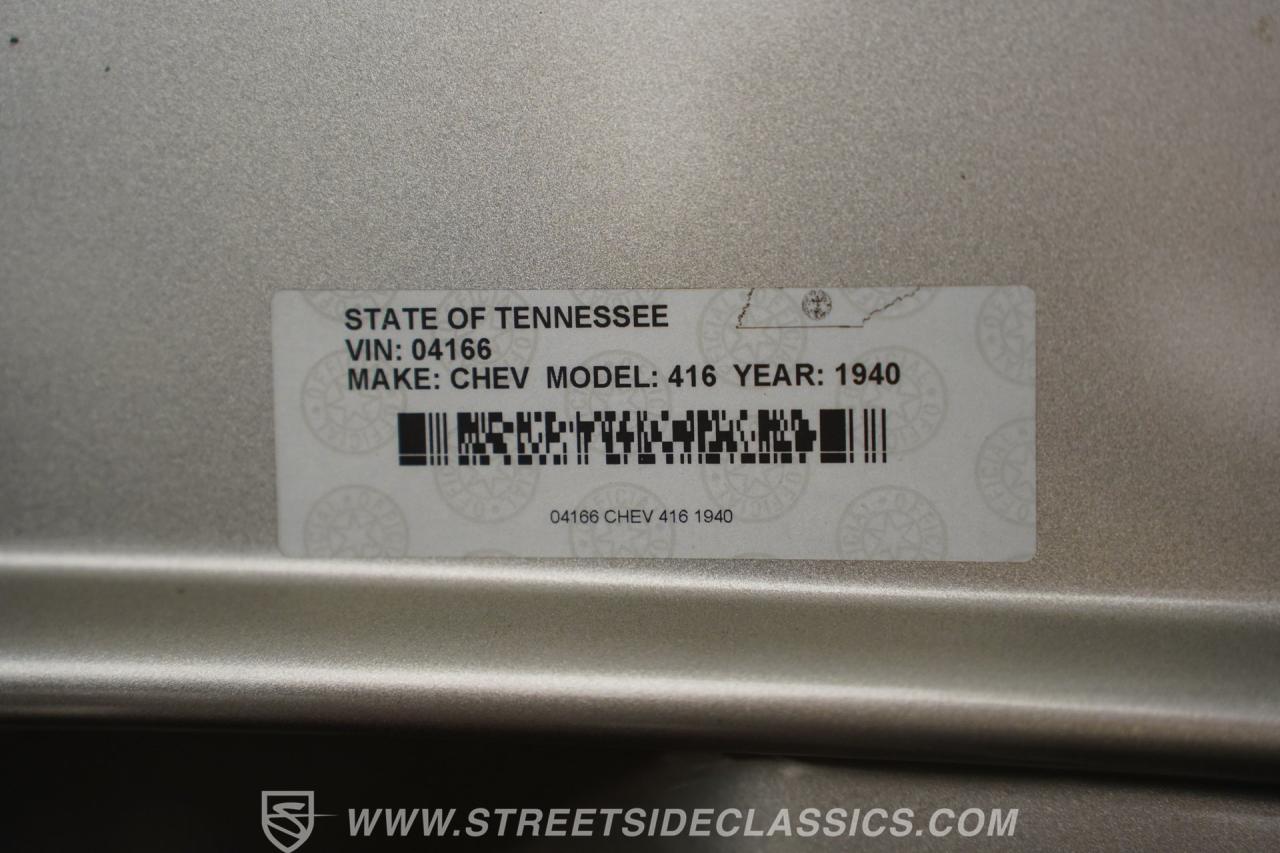 STATE OF TENNESSEE
VIN: 04166
MAKE: CHEV MODEL: 416 YEAR: 1940
04166 CHEV 416 1940
WWW.STREETSIDECLASSICS.COM